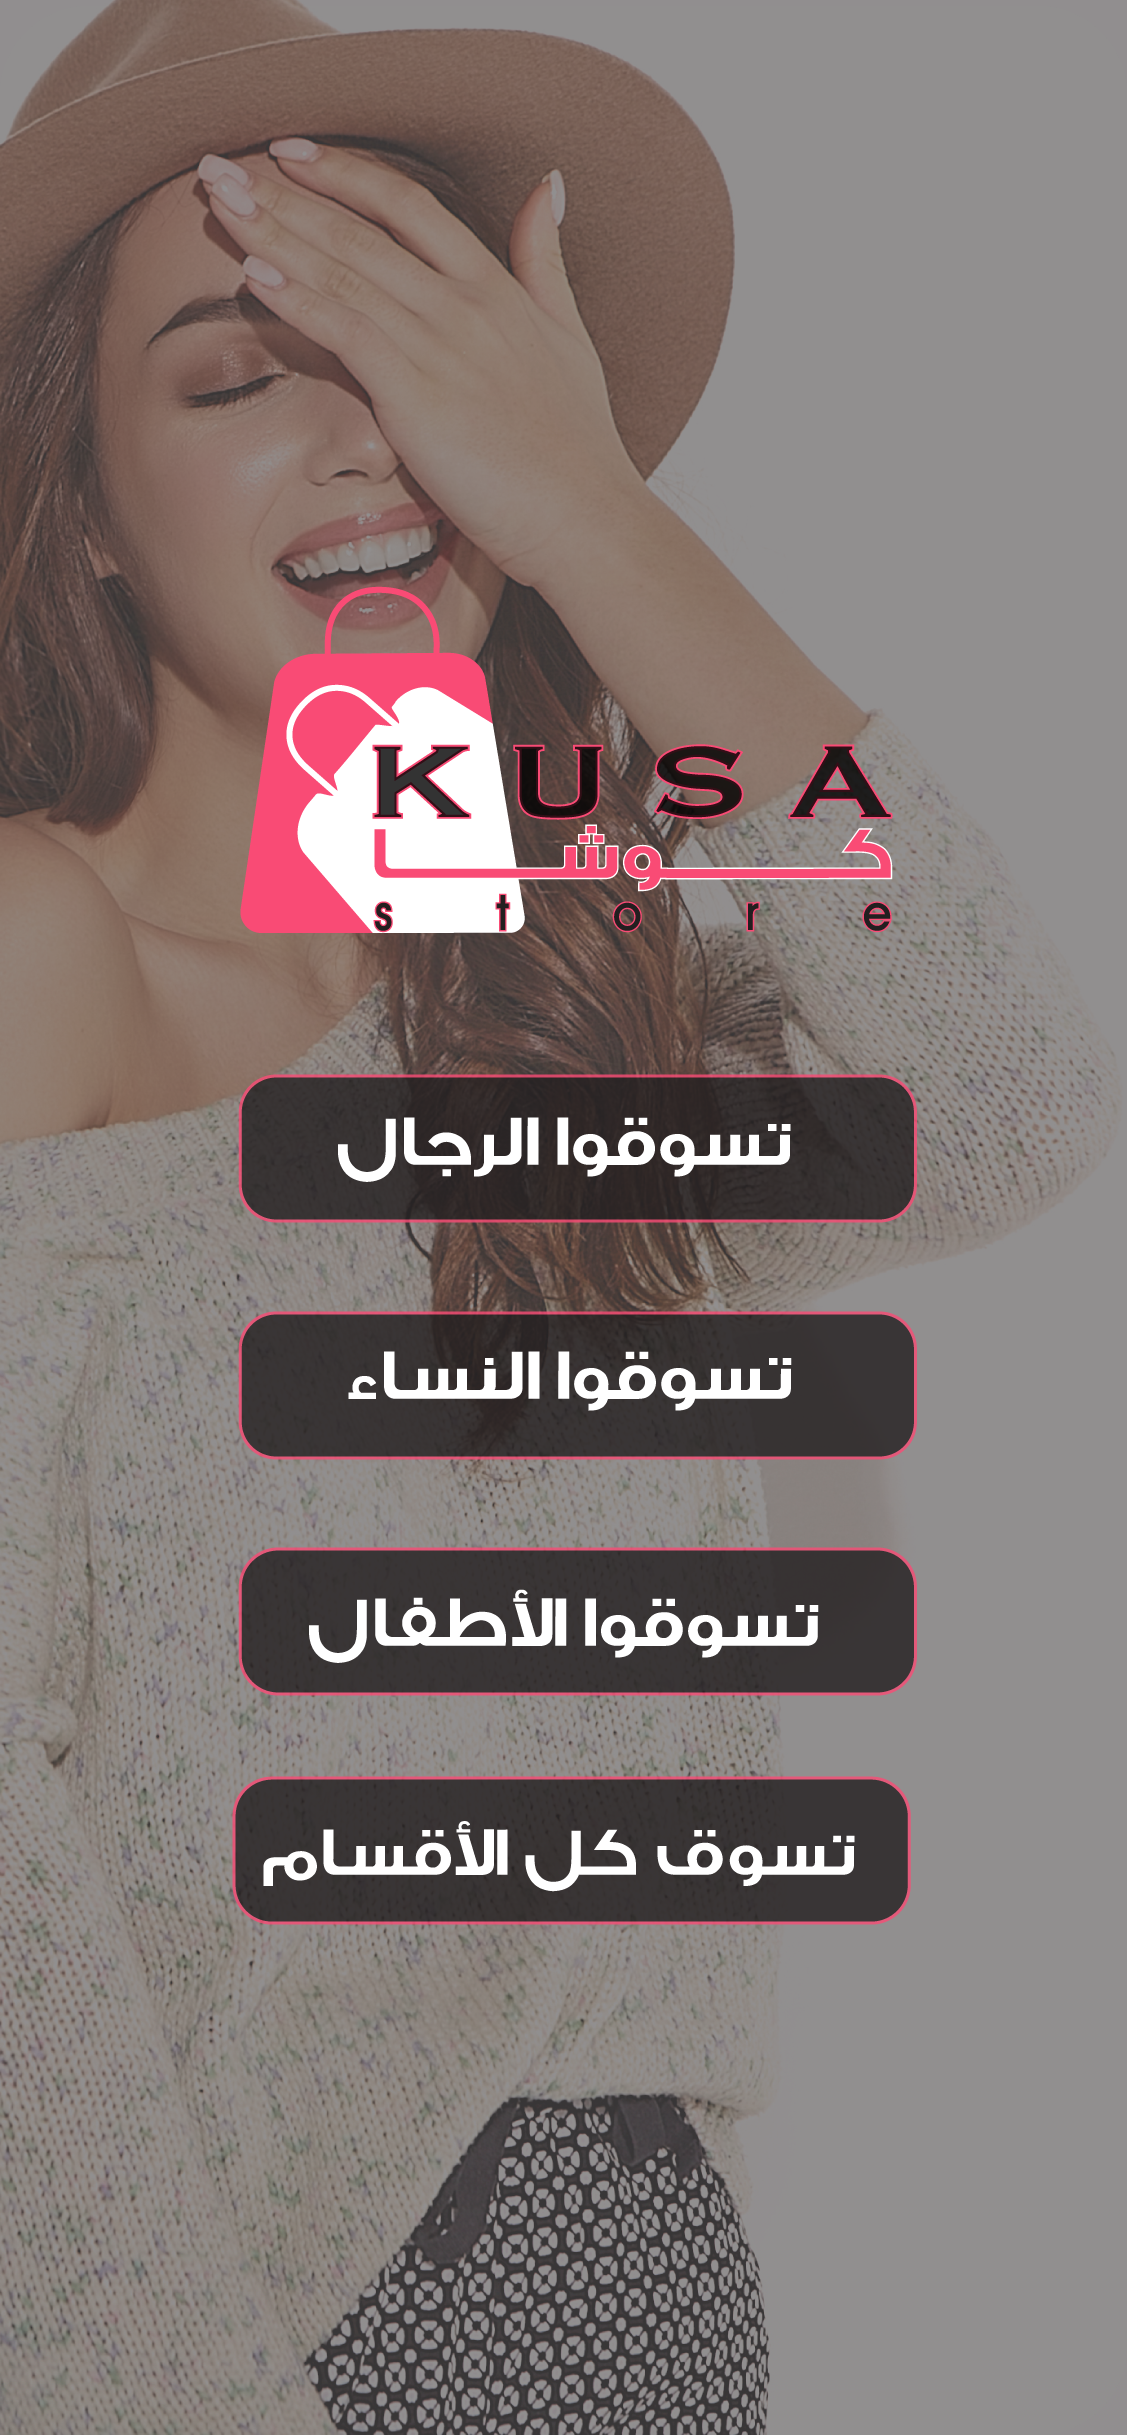 KUSA
كوشا
store
تسوقوا الرجال
تسوقوا النساء
تسوقوا الأطفال
تسوق كل الأقسام